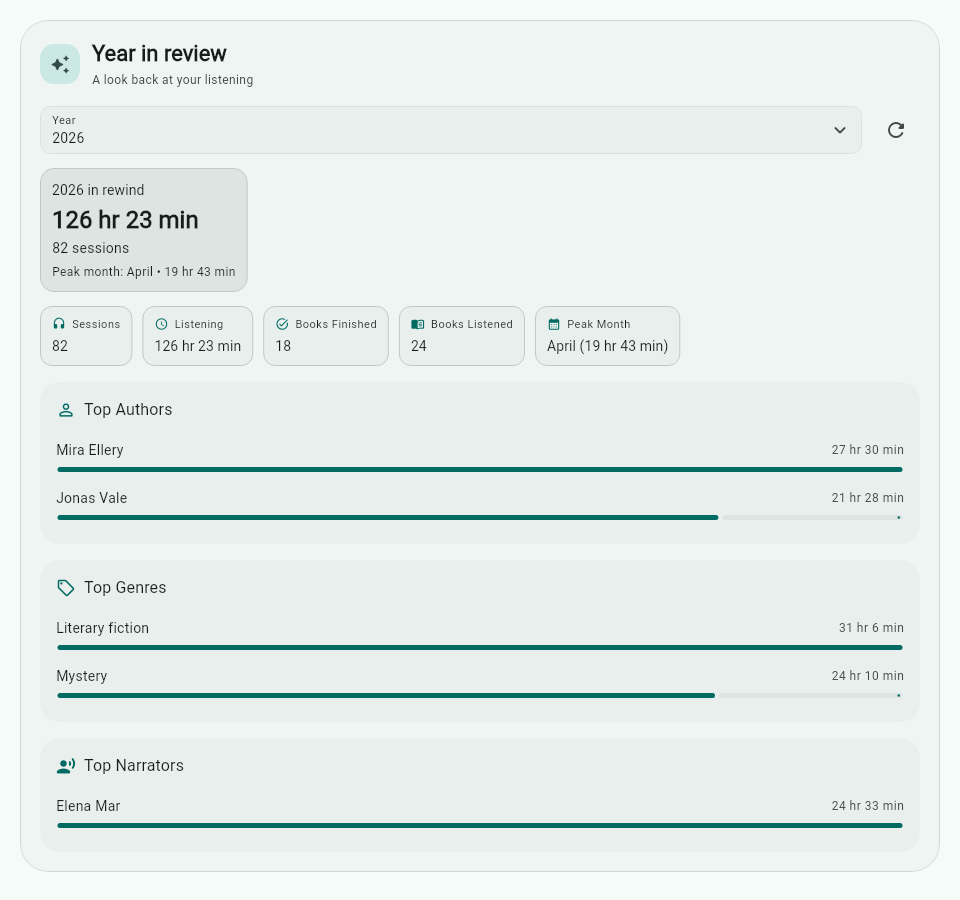 Year in review
A look back at your listening
Year
2026
2026 in rewind
126 hr 23 min
82 sessions
Peak month: April • 19 hr 43 min
Sessions
82
Listening
126 hr 23 min
Books Finished
18
Books Listened
24
Peak Month
April (19 hr 43 min)
Top Authors
Mira Ellery 27 hr 30 min
Jonas Vale 21 hr 28 min
Top Genres
Literary fiction 31 hr 6 min
Mystery 24 hr 10 min
Top Narrators
Elena Mar 24 hr 33 min